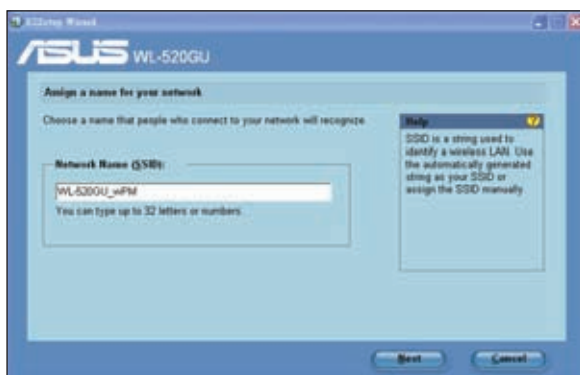 EZSetup Wizard
ASUS WL-520GU
Assign a name for your network
Choose a name that people who connect to your network will recognize.
Network Name (SSID):
WL-520GU_wPM
You can type up to 32 letters or numbers
Help
SSID is a string used to
identify a wireless LAN. Use
the automatically generated
string as your SSID or
assign the SSID manually.
Next
Cancel